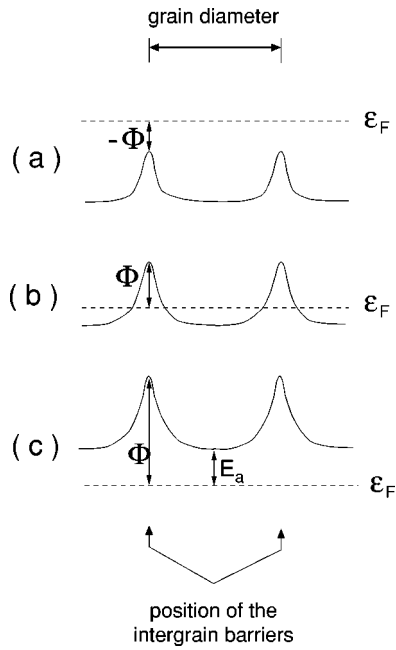 grain diameter
ε_F
-Φ
(a)
Φ
(b)
ε_F
(c)
Φ
E_a
ε_F
position of the
intergrain barriers